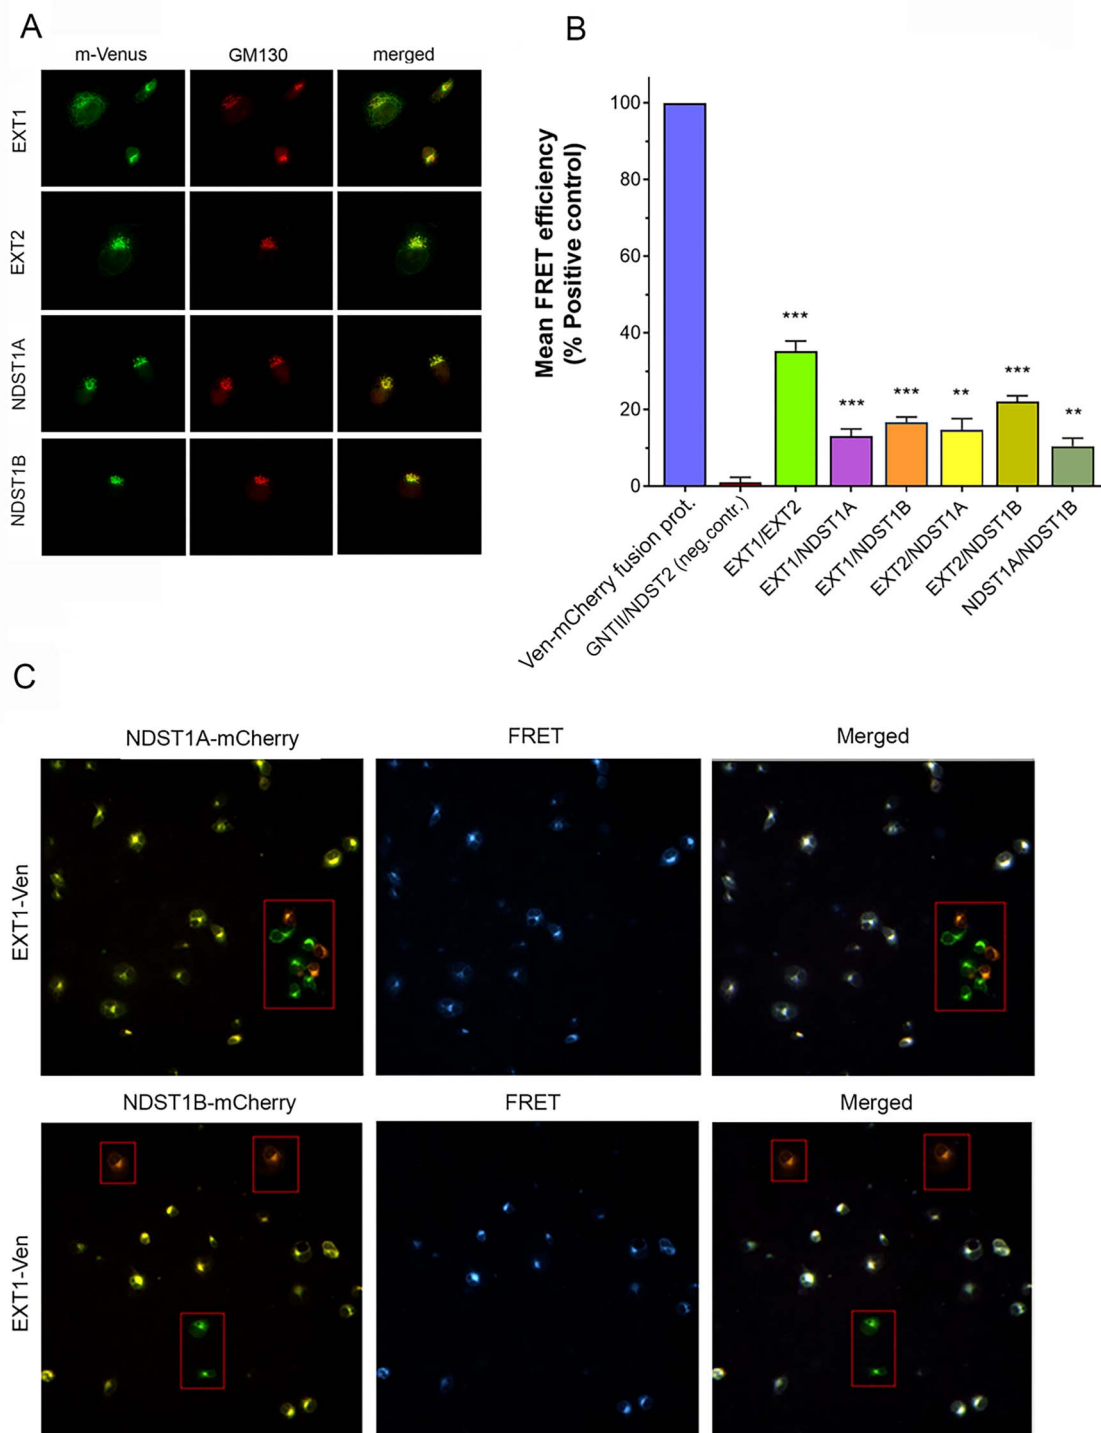 A
m-Venus GM130 merged
EXT1
EXT2
NDST1A
NDST1B
B
Mean FRET efficiency
(% Positive control)
100
80
60
40
20
0
***
***
***
**
***
**
Ven-mCherry fusion prot.
GNTII/NDST2 (neg.contr.)
EXT1/EXT2
EXT1/NDST1A
EXT1/NDST1B
EXT2/NDST1A
EXT2/NDST1B
NDST1A/NDST1B
C
NDST1A-mCherry FRET Merged
EXT1-Ven
NDST1B-mCherry FRET Merged
EXT1-Ven